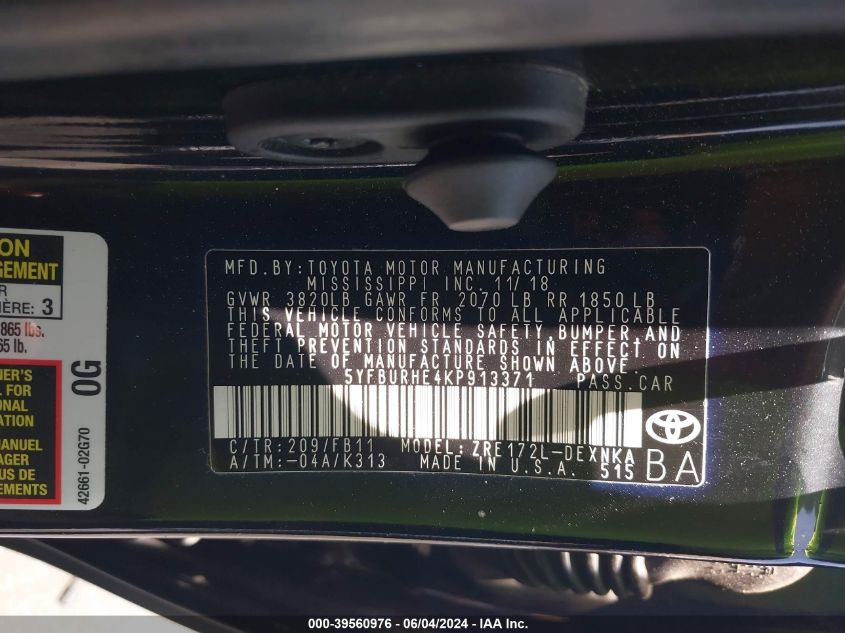 ON
GEMENT
R
IÈRE: 3
865 lbs.
65 lb.
NER'S
L FOR
ONAL
ATION
MANUEL
AGER
US DE
EMENTS.
0G
42661-02G70
MFD.BY:TOYOTA MOTOR MANUFACTURING
MISSISSIPPI INC. 11/18
GVWR 3820LB GAWR FR 2070 LB RR 1850 LB
THIS VEHICLE CONFORMS TO ALL APPLICABLE
FEDERAL MOTOR VEHICLE SAFETY BUMPER AND
THEFT PREVENTION STANDARDS IN EFFECT ON
THE DATE OF MANUFACTURE SHOWN ABOVE.
5YFBURHE4KP913371 PASS.CAR
C/TR:209/FB11 MODEL:ZRE172L-DEXNKA
A/TM:-04A/K313 MADE IN U.S.A. 515
BA
000-39560976 - 06/04/2024 - IAA Inc.